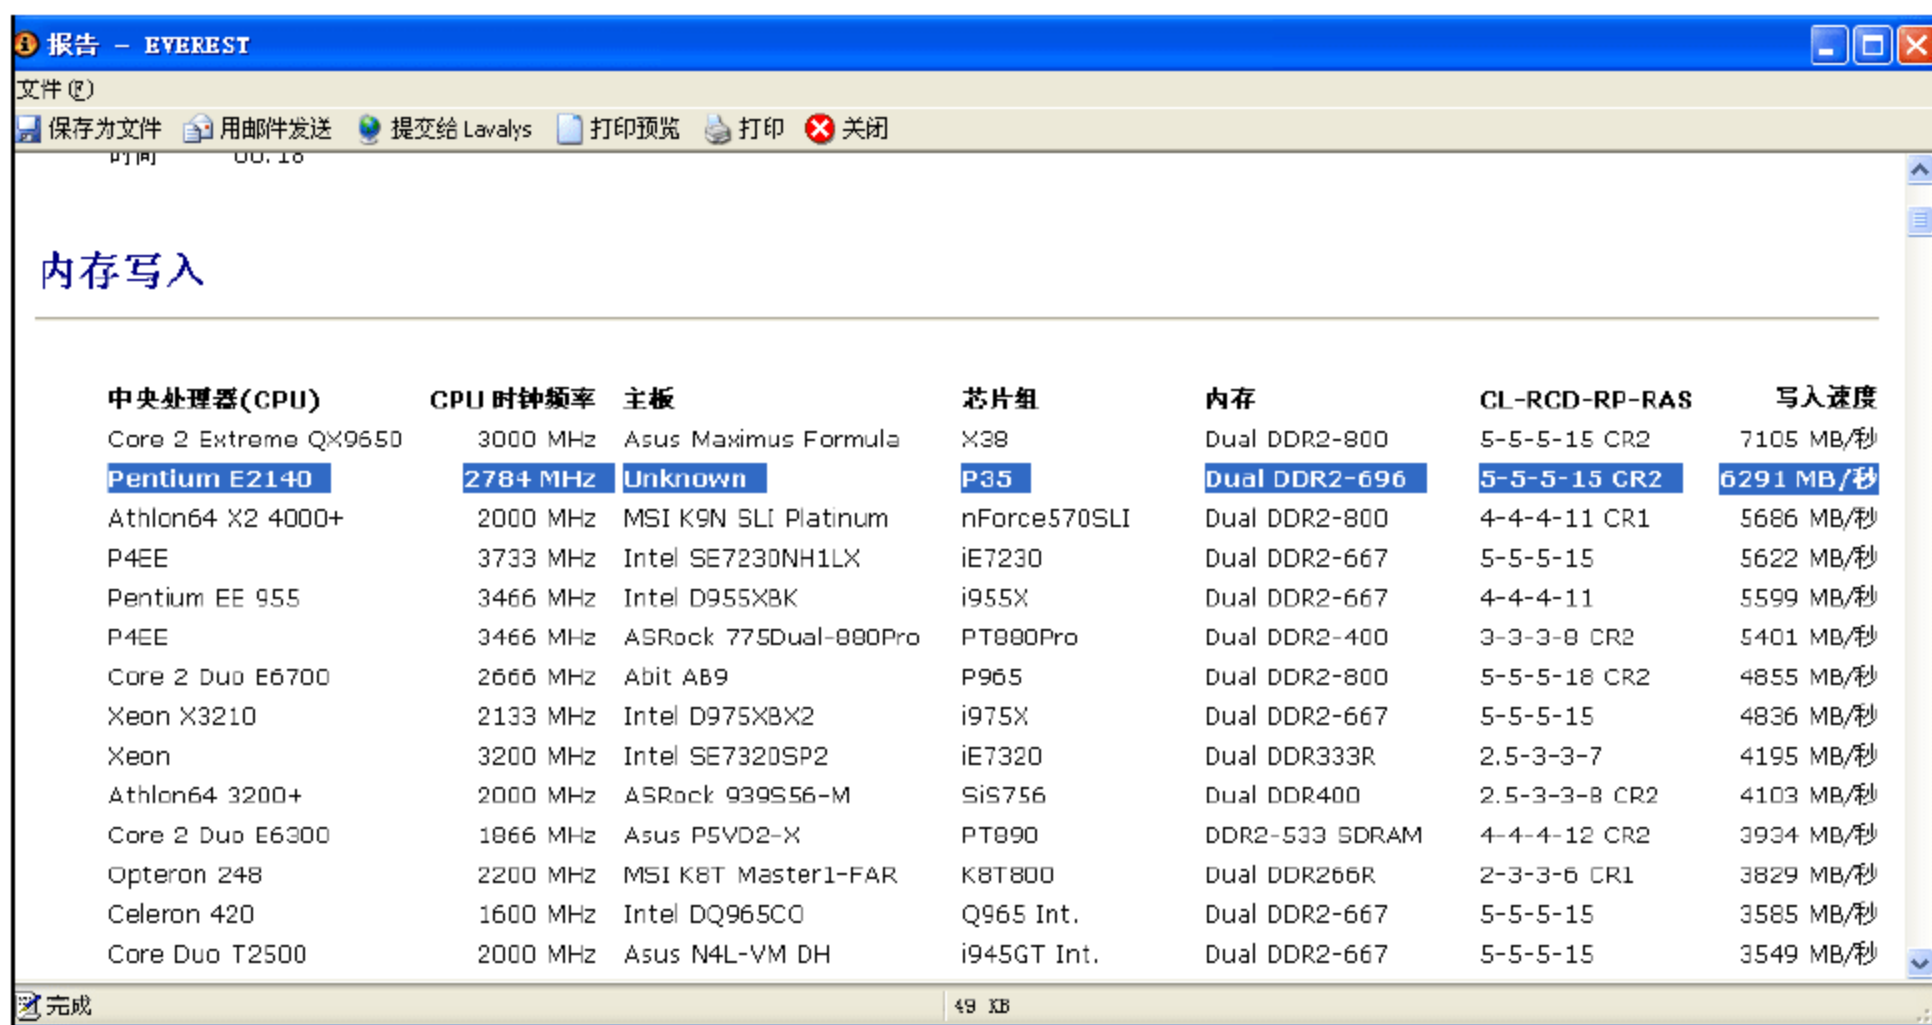 报告 - EVEREST
文件(F)
保存为文件 用邮件发送 提交给 Lavalys 打印预览 打印 关闭
时间 00:18
内存写入
中央处理器(CPU) CPU 时钟频率 主板 芯片组 内存 CL-RCD-RP-RAS 写入速度
Core 2 Extreme QX9650 3000 MHz Asus Maximus Formula X38 Dual DDR2-800 5-5-5-15 CR2 7105 MB/秒
Pentium E2140 2784 MHz Unknown P35 Dual DDR2-696 5-5-5-15 CR2 6291 MB/秒
Athlon64 X2 4000+ 2000 MHz MSI K9N SLI Platinum nForce570SLI Dual DDR2-800 4-4-4-11 CR1 5686 MB/秒
P4EE 3733 MHz Intel SE7230NH1LX iE7230 Dual DDR2-667 5-5-5-15 5622 MB/秒
Pentium EE 955 3466 MHz Intel D955XBK i955X Dual DDR2-667 4-4-4-11 5599 MB/秒
P4EE 3466 MHz ASRock 775Dual-880Pro PT880Pro Dual DDR2-400 3-3-3-8 CR2 5401 MB/秒
Core 2 Duo E6700 2666 MHz Abit AB9 P965 Dual DDR2-800 5-5-5-18 CR2 4855 MB/秒
Xeon X3210 2133 MHz Intel D975XBX2 i975X Dual DDR2-667 5-5-5-15 4836 MB/秒
Xeon 3200 MHz Intel SE7320SP2 iE7320 Dual DDR333R 2.5-3-3-7 4195 MB/秒
Athlon64 3200+ 2000 MHz ASRock 939S56-M SiS756 Dual DDR400 2.5-3-3-8 CR2 4103 MB/秒
Core 2 Duo E6300 1866 MHz Asus P5VD2-X PT890 DDR2-533 SDRAM 4-4-4-12 CR2 3934 MB/秒
Opteron 248 2200 MHz MSI K8T Master1-FAR K8T800 Dual DDR266R 2-3-3-6 CR1 3829 MB/秒
Celeron 420 1600 MHz Intel DQ965CO Q965 Int. Dual DDR2-667 5-5-5-15 3585 MB/秒
Core Duo T2500 2000 MHz Asus N4L-VM DH i945GT Int. Dual DDR2-667 5-5-5-15 3549 MB/秒
完成 49 KB